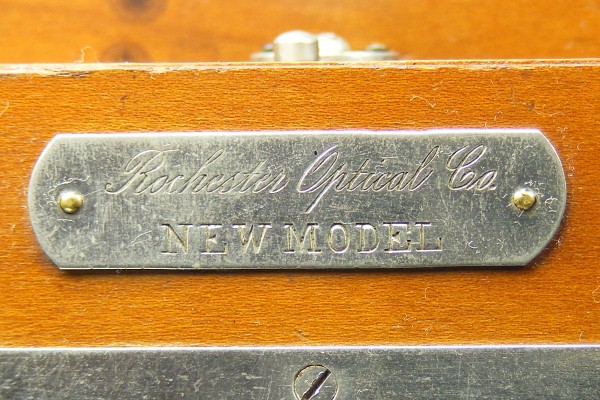 Rochester Optical Co.
NEW MODEL